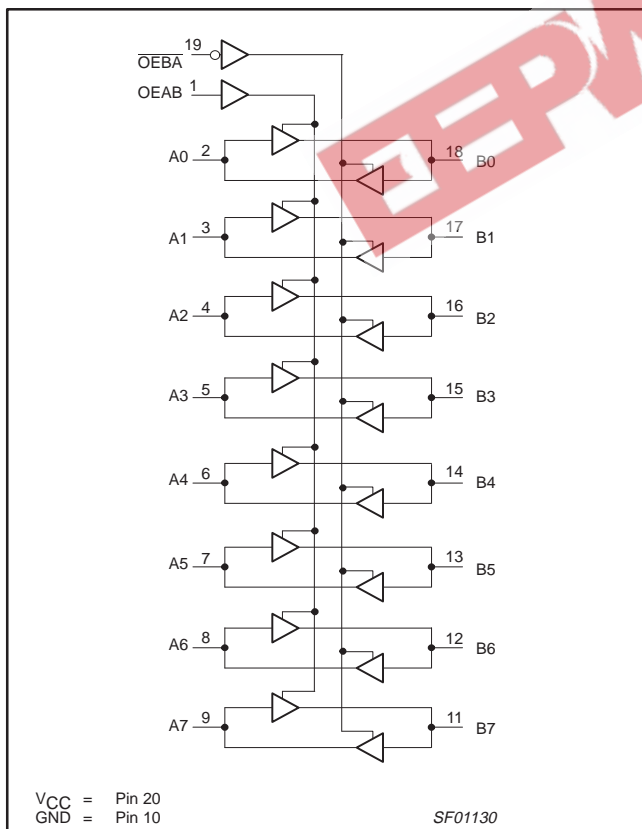 OEBA 19
OEAB 1
A0 2 18 B0
A1 3 17 B1
A2 4 16 B2
A3 5 15 B3
A4 6 14 B4
A5 7 13 B5
A6 8 12 B6
A7 9 11 B7
VCC = Pin 20
GND = Pin 10
SF01130